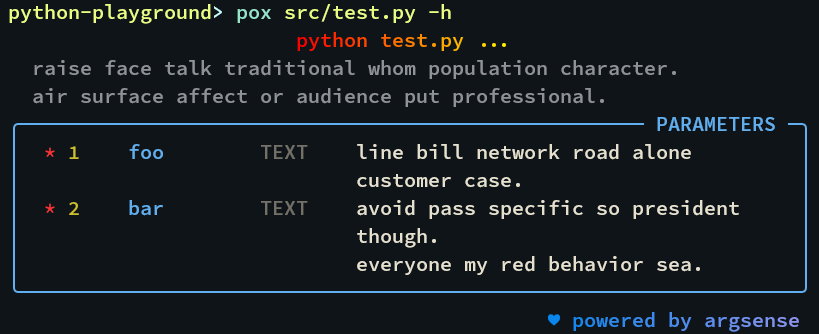 python-playground> pox src/test.py -h
python test.py ...
raise face talk traditional whom population character.
air surface affect or audience put professional.
PARAMETERS
* 1 foo TEXT line bill network road alone
customer case.
* 2 bar TEXT avoid pass specific so president
though.
everyone my red behavior sea.
♥ powered by argsense